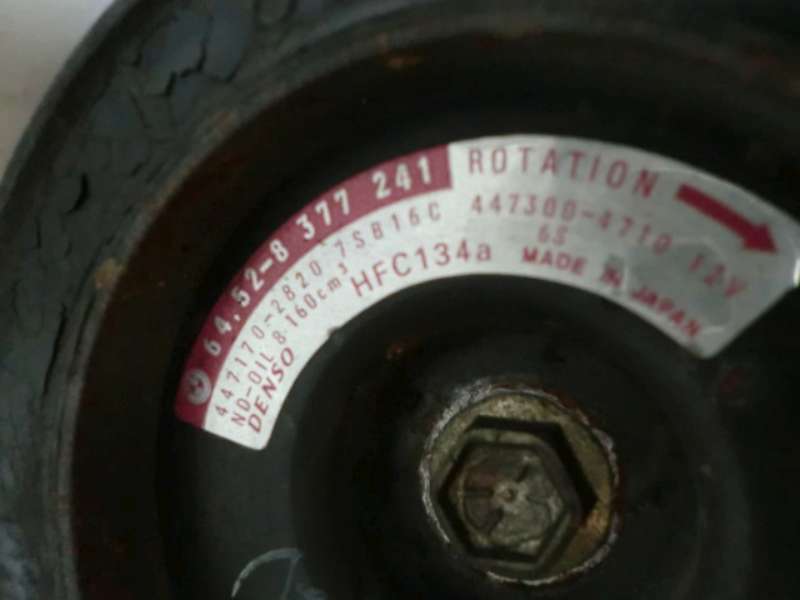 64.52-8 377 241
447170-2820 7SB16C
ND-OIL 8·160cm³
HFC134a
DENSO
ROTATION
447300-4710 12V
6S
MADE IN JAPAN